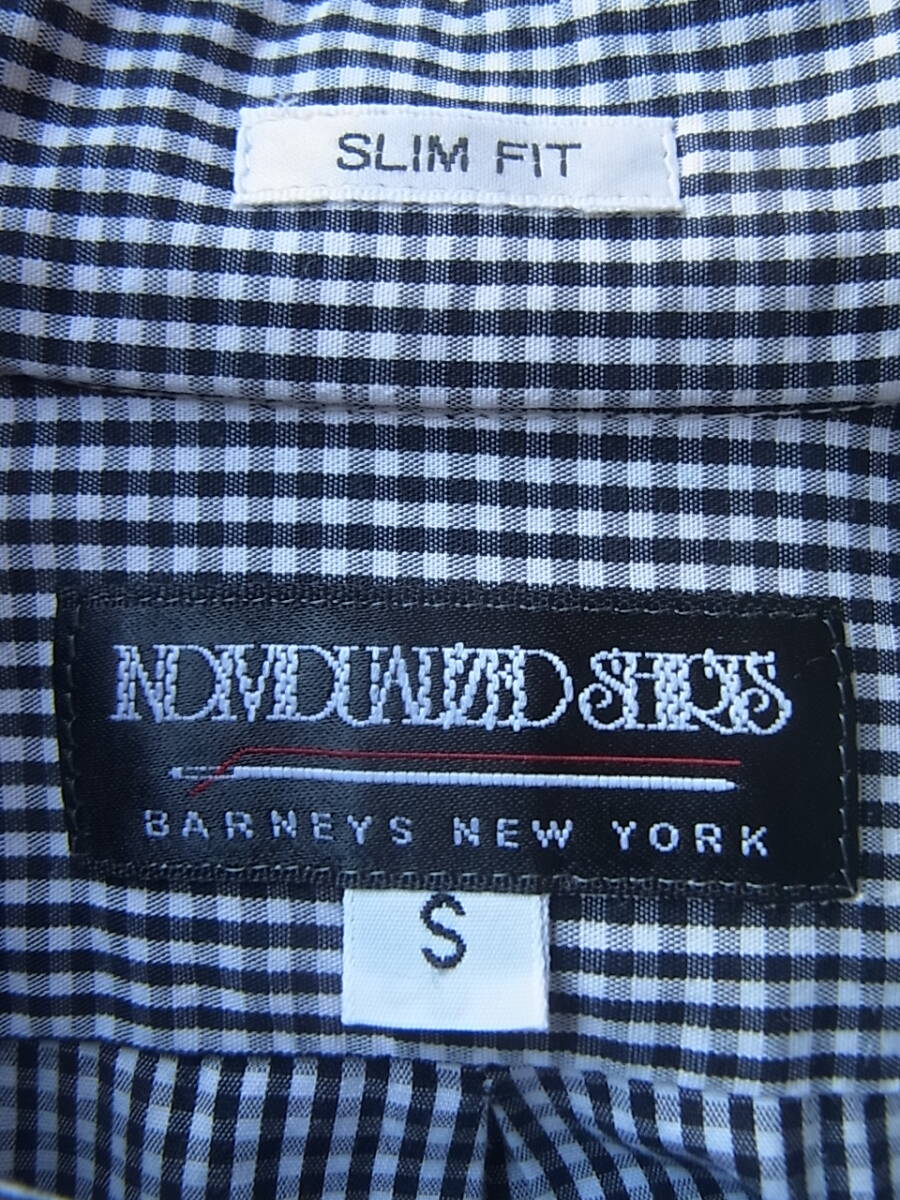 SLIM FIT
INDIVIDUALIZED SHIRTS
BARNEYS NEW YORK
S